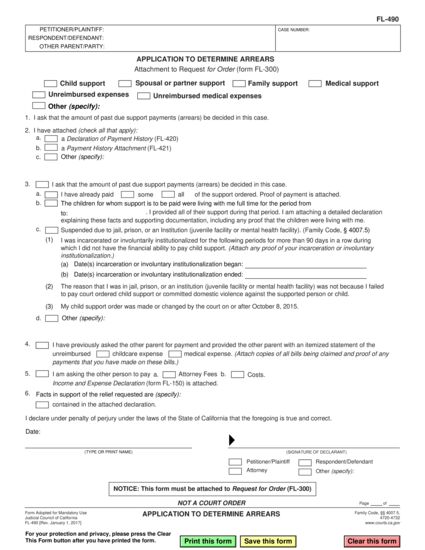 FL-490
PETITIONER/PLAINTIFF:
RESPONDENT/DEFENDANT:
OTHER PARENT/PARTY:
CASE NUMBER:
APPLICATION TO DETERMINE ARREARS
Attachment to Request for Order (form FL-300)
Child support Spousal or partner support Family support Medical support
Unreimbursed expenses Unreimbursed medical expenses
Other (specify):
1. I ask that the amount of past due support payments (arrears) be decided in this case.
2. I have attached (check all that apply):
a. a Declaration of Payment History (FL-420)
b. a Payment History Attachment (FL-421)
c. Other (specify):
3. I ask that the amount of past due support payments (arrears) be decided in this case.
a. I have already paid some all of the support ordered. Proof of payment is attached.
b. The children for whom support is to be paid were living with me full time for the period from
to: . I provided all of their support during that period. I am attaching a detailed declaration
explaining these facts and supporting documentation, including any proof that the children were living with me.
c. Suspended due to jail, prison, or an Institution (juvenile facility or mental health facility). (Family Code, § 4007.5)
(1) I was incarcerated or involuntarily institutionalized for the following periods for more than 90 days in a row during
which I did not have the financial ability to pay child support. (Attach any proof of your incarceration or involuntary
institutionalization.)
(a) Date(s) incarceration or involuntary institutionalization began:
(b) Date(s) incarceration or involuntary institutionalization ended:
(2) The reason that I was in jail, prison, or an institution (juvenile facility or mental health facility) was not because I failed
to pay court ordered child support or committed domestic violence against the supported person or child.
(3) My child support order was made or changed by the court on or after October 8, 2015.
d. Other (specify):
4. I have previously asked the other parent for payment and provided the other parent with an itemized statement of the
unreimbursed childcare expense medical expense. (Attach copies of all bills being claimed and proof of any
payments that you have made on these bills.)
5. I am asking the other person to pay a. Attorney Fees b. Costs.
Income and Expense Declaration (form FL-150) is attached.
6. Facts in support of the relief requested are (specify):
contained in the attached declaration.
I declare under penalty of perjury under the laws of the State of California that the foregoing is true and correct.
Date:
(TYPE OR PRINT NAME) (SIGNATURE OF DECLARANT)
Petitioner/Plaintiff Respondent/Defendant
Attorney Other (specify):
NOTICE: This form must be attached to Request for Order (FL-300)
NOT A COURT ORDER
Page of
Form Adopted for Mandatory Use
Judicial Council of California
FL-490 [Rev. January 1, 2017]
APPLICATION TO DETERMINE ARREARS
Family Code, §§ 4007.5,
4720-4732
www.courts.ca.gov
For your protection and privacy, please press the Clear
This Form button after you have printed the form.
Print this form Save this form Clear this form